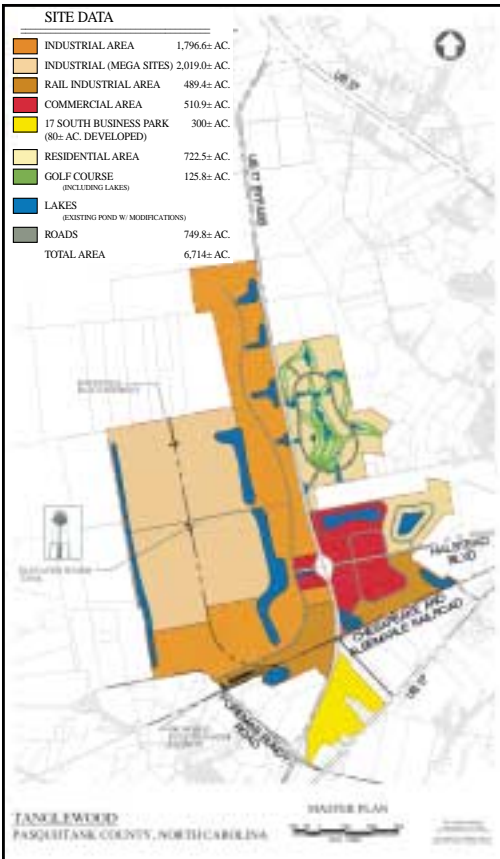 SITE DATA
INDUSTRIAL AREA 1,796.6± AC.
INDUSTRIAL (MEGA SITES) 2,019.0± AC.
RAIL INDUSTRIAL AREA 489.4± AC.
COMMERCIAL AREA 510.9± AC.
17 SOUTH BUSINESS PARK 300± AC.
(80± AC. DEVELOPED)
RESIDENTIAL AREA 722.5± AC.
GOLF COURSE 125.8± AC.
(INCLUDING LAKES)
LAKES
(EXISTING POND W/ MODIFICATIONS)
ROADS 749.8± AC.
TOTAL AREA 6,714± AC.
US 17
US 17 BYPASS
HALSTEAD
BLVD
CHESAPEAKE AND
ALBEMARLE RAILROAD
US 17
ROAD
MASTER PLAN
TANGLEWOOD
PASQUOTANK COUNTY, NORTH CAROLINA